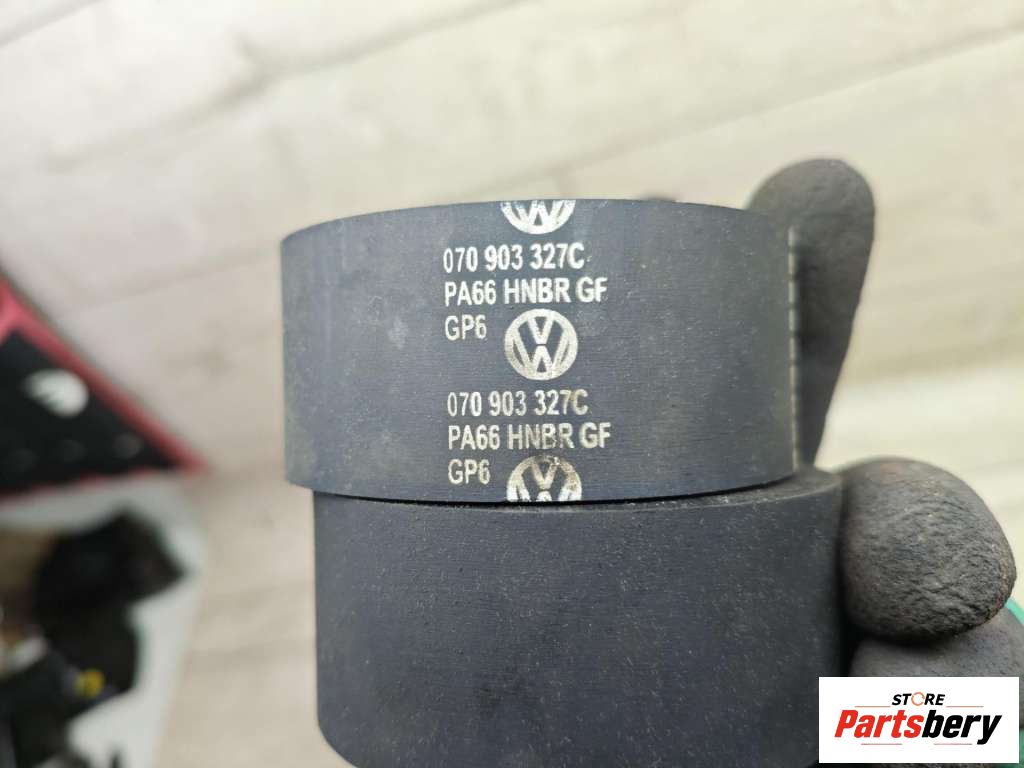 070 903 327C
PA66 HNBR GF
GP6
070 903 327C
PA66 HNBR GF
GP6
STORE
Partsbery